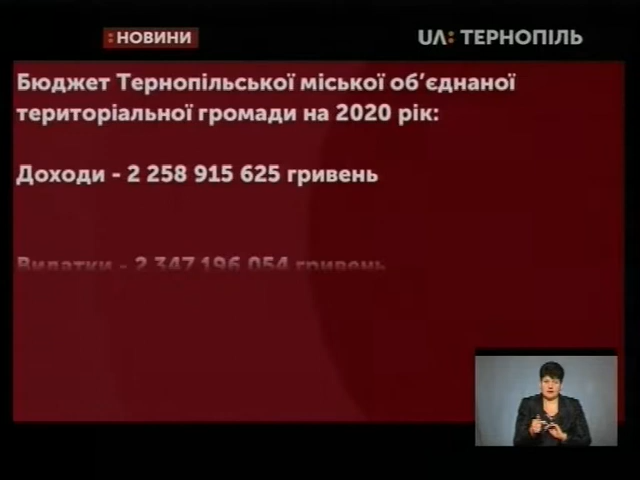 :НОВИНИ
UA: ТЕРНОПІЛЬ
Бюджет Тернопільської міської об’єднаної
територіальної громади на 2020 рік:
Доходи - 2 258 915 625 гривень
Видатки - 2 347 196 054 гривень